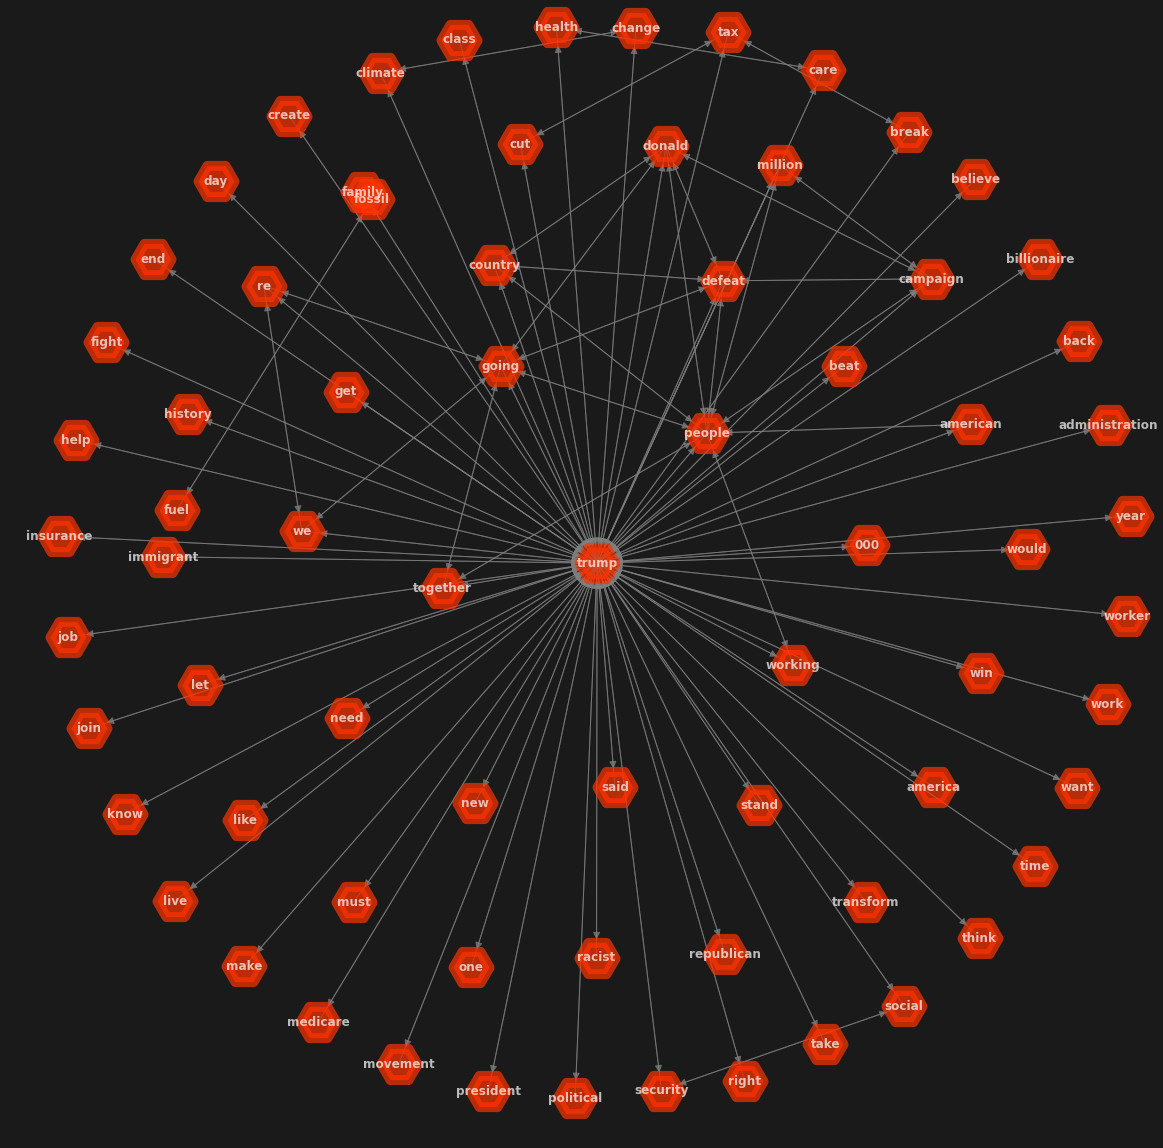 health
change
tax
class
care
climate
create
break
cut
donald
million
day
believe
family
fossil
end
billionaire
country
campaign
defeat
re
fight
back
going
beat
get
history
american
administration
people
help
fuel
year
we
insurance
000
would
immigrant
trump
together
worker
job
working
win
let
work
need
join
said
america
want
new
stand
know
like
time
live
must
transform
think
republican
racist
one
make
social
medicare
take
movement
right
security
president
political